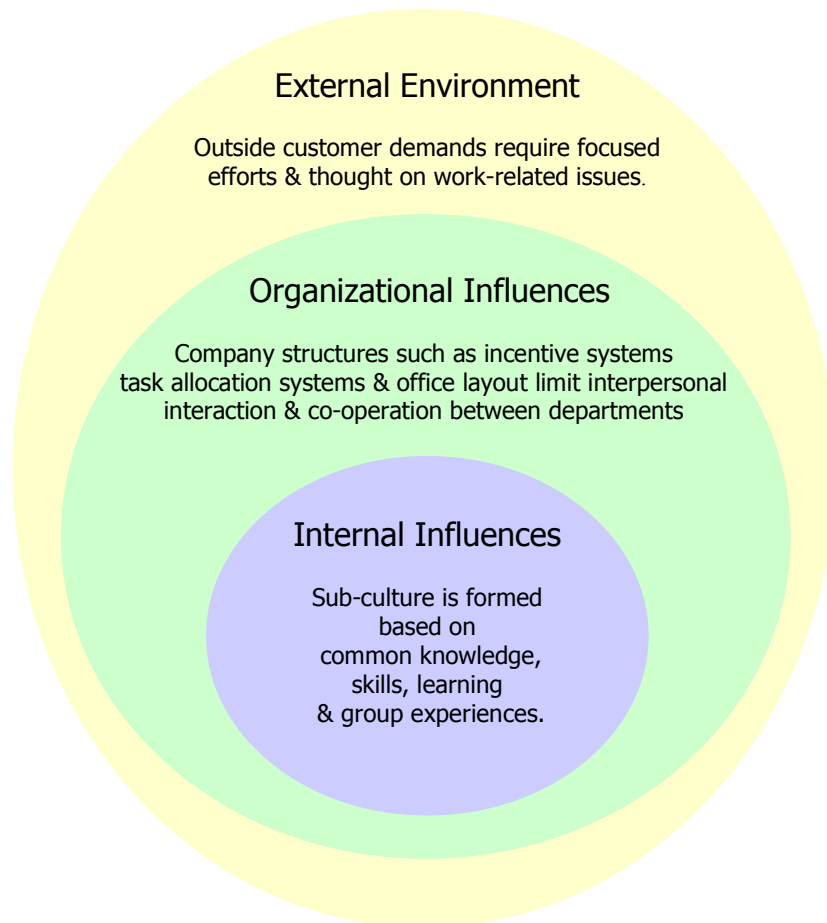 External Environment
Outside customer demands require focused
efforts & thought on work-related issues.
Organizational Influences
Company structures such as incentive systems
task allocation systems & office layout limit interpersonal
interaction & co-operation between departments
Internal Influences
Sub-culture is formed
based on
common knowledge,
skills, learning
& group experiences.